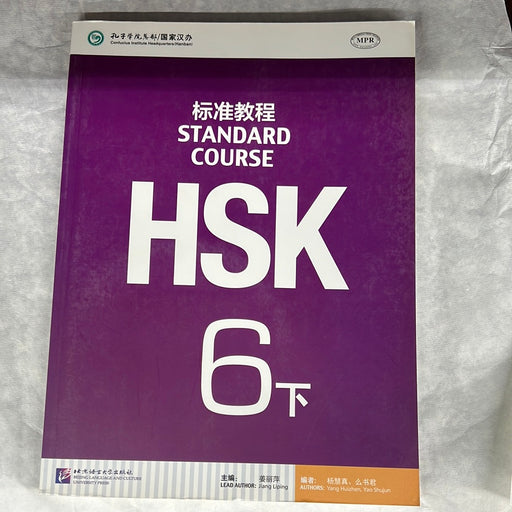 孔子学院总部/国家汉办
Confucius Institute Headquarters(Hanban)
MPR
标准教程
STANDARD
COURSE
HSK
6下
北京语言大学出版社
BEIJING LANGUAGE AND CULTURE
UNIVERSITY PRESS
主编: 姜丽萍
LEAD AUTHOR: Jiang Liping
编者: 杨慧真、么书君
AUTHORS: Yang Huizhen, Yao Shujun